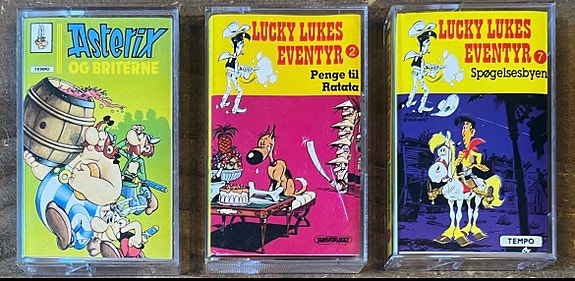 Asterix
OG BRITERNE
TEMPO
LUCKY LUKES
EVENTYR 2
Penge til
Ratata
LUCKY LUKES
EVENTYR 7
Spøgelsesbyen
TEMPO